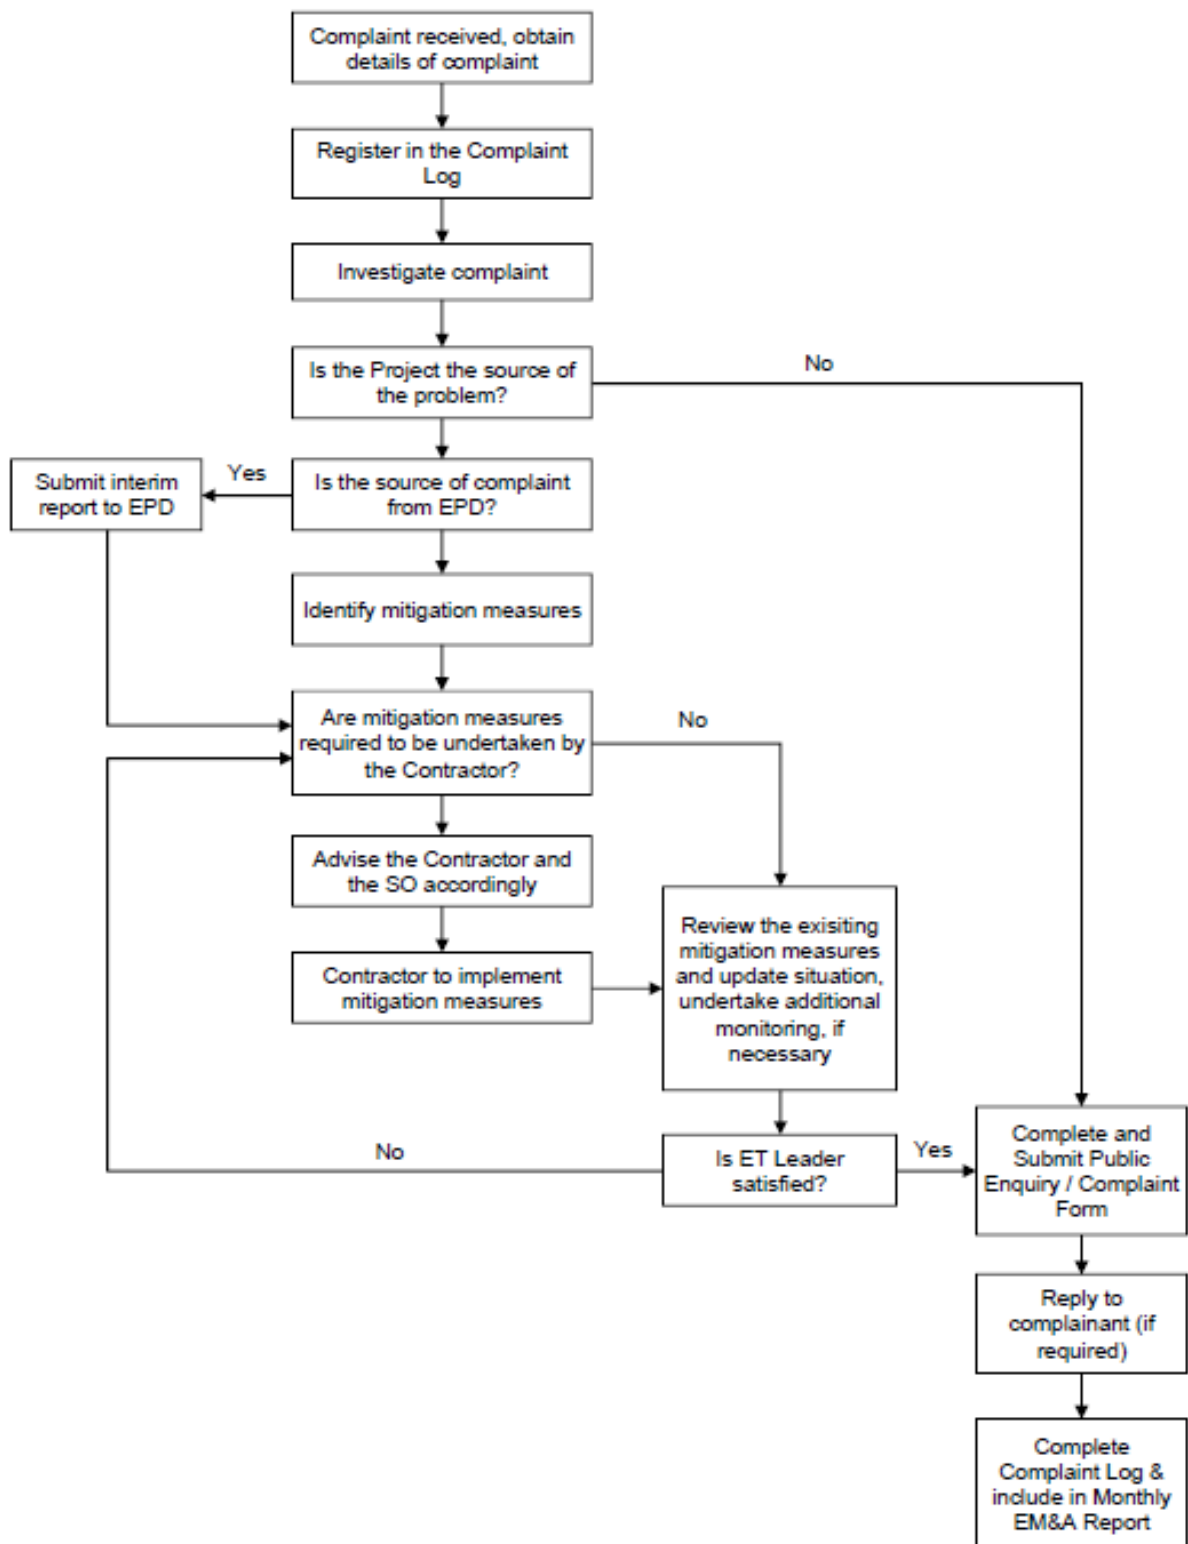 Complaint received, obtain
details of complaint
Register in the Complaint
Log
Investigate complaint
Is the Project the source of
the problem?
No
Submit interim
report to EPD
Yes
Is the source of complaint
from EPD?
Identify mitigation measures
Are mitigation measures
required to be undertaken by
the Contractor?
No
Advise the Contractor and
the SO accordingly
Contractor to implement
mitigation measures
Review the exisiting
mitigation measures
and update situation,
undertake additional
monitoring, if
necessary
No
Is ET Leader
satisfied?
Yes
Complete and
Submit Public
Enquiry / Complaint
Form
Reply to
complainant (if
required)
Complete
Complaint Log &
include in Monthly
EM&A Report